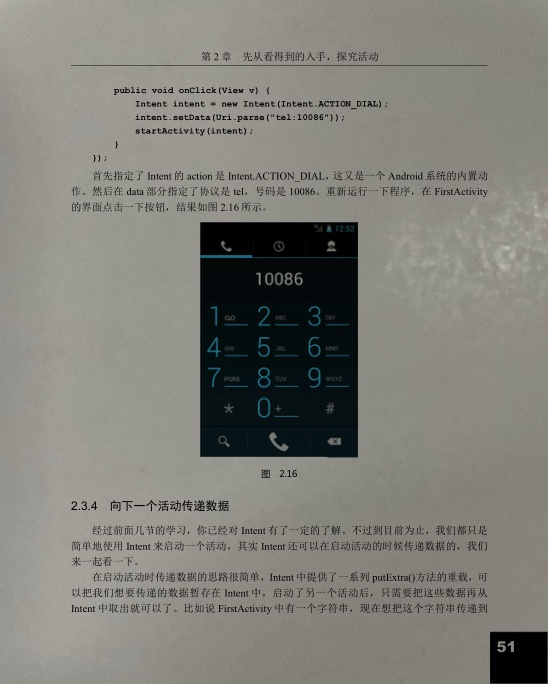 第 2 章 先从看得到的入手，探究活动
public void onClick(View v) {
Intent intent = new Intent(Intent.ACTION_DIAL);
intent.setData(Uri.parse("tel:10086"));
startActivity(intent);
}
});
首先指定了 Intent 的 action 是 Intent.ACTION_DIAL，这又是一个 Android 系统的内置动
作。然后在 data 部分指定了协议是 tel，号码是 10086。重新运行一下程序，在 FirstActivity
的界面点击一下按钮，结果如图 2.16 所示。
12:52
10086
1 2 ABC 3 DEF
4 GHI 5 JKL 6 MNO
7 PQRS 8 TUV 9 WXYZ
* 0 + #
图 2.16
2.3.4 向下一个活动传递数据
经过前面几节的学习，你已经对 Intent 有了一定的了解。不过到目前为止，我们都只是
简单地使用 Intent 来启动一个活动，其实 Intent 还可以在启动活动的时候传递数据的，我们
来一起看一下。
在启动活动时传递数据的思路很简单，Intent 中提供了一系列 putExtra()方法的重载，可
以把我们想要传递的数据暂存在 Intent 中，启动了另一个活动后，只需要把这些数据再从
Intent 中取出就可以了。比如说 FirstActivity 中有一个字符串，现在想把这个字符串传递到
51